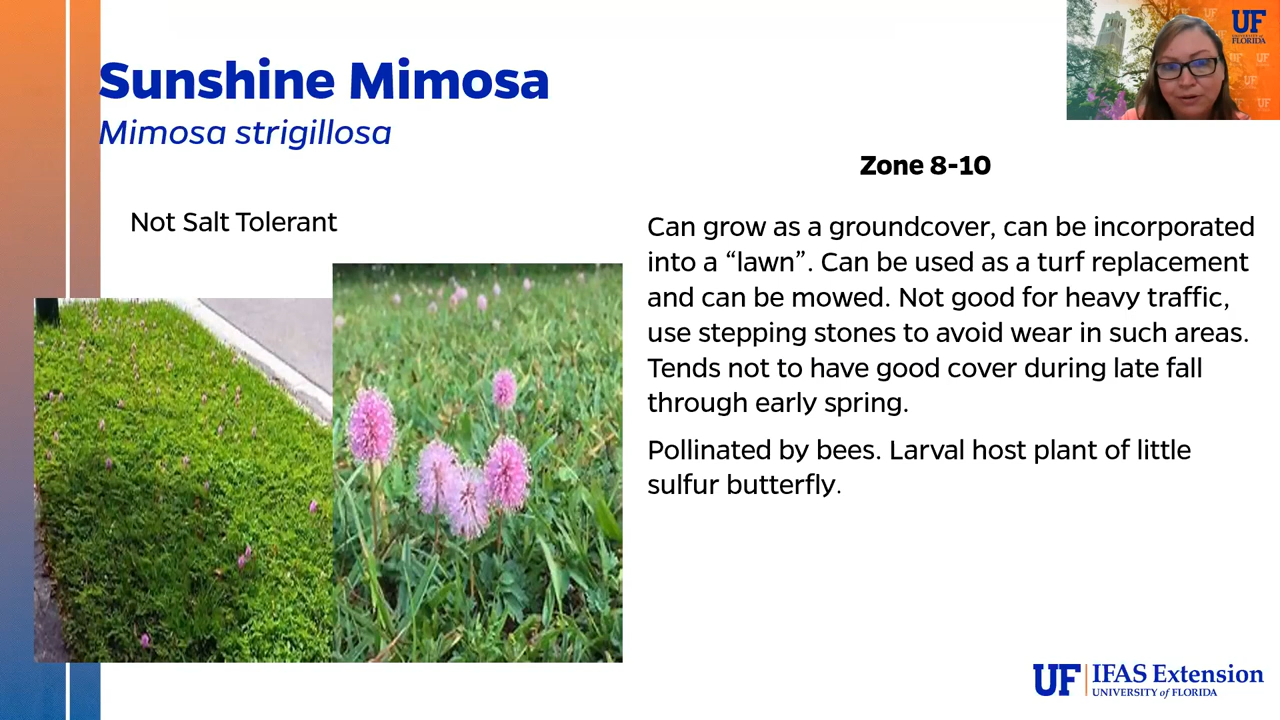 Sunshine Mimosa
Mimosa strigillosa
Not Salt Tolerant
Zone 8-10
Can grow as a groundcover, can be incorporated
into a “lawn”. Can be used as a turf replacement
and can be mowed. Not good for heavy traffic,
use stepping stones to avoid wear in such areas.
Tends not to have good cover during late fall
through early spring.
Pollinated by bees. Larval host plant of little
sulfur butterfly.
UF
UNIVERSITY of
FLORIDA
UF IFAS Extension
UNIVERSITY of FLORIDA